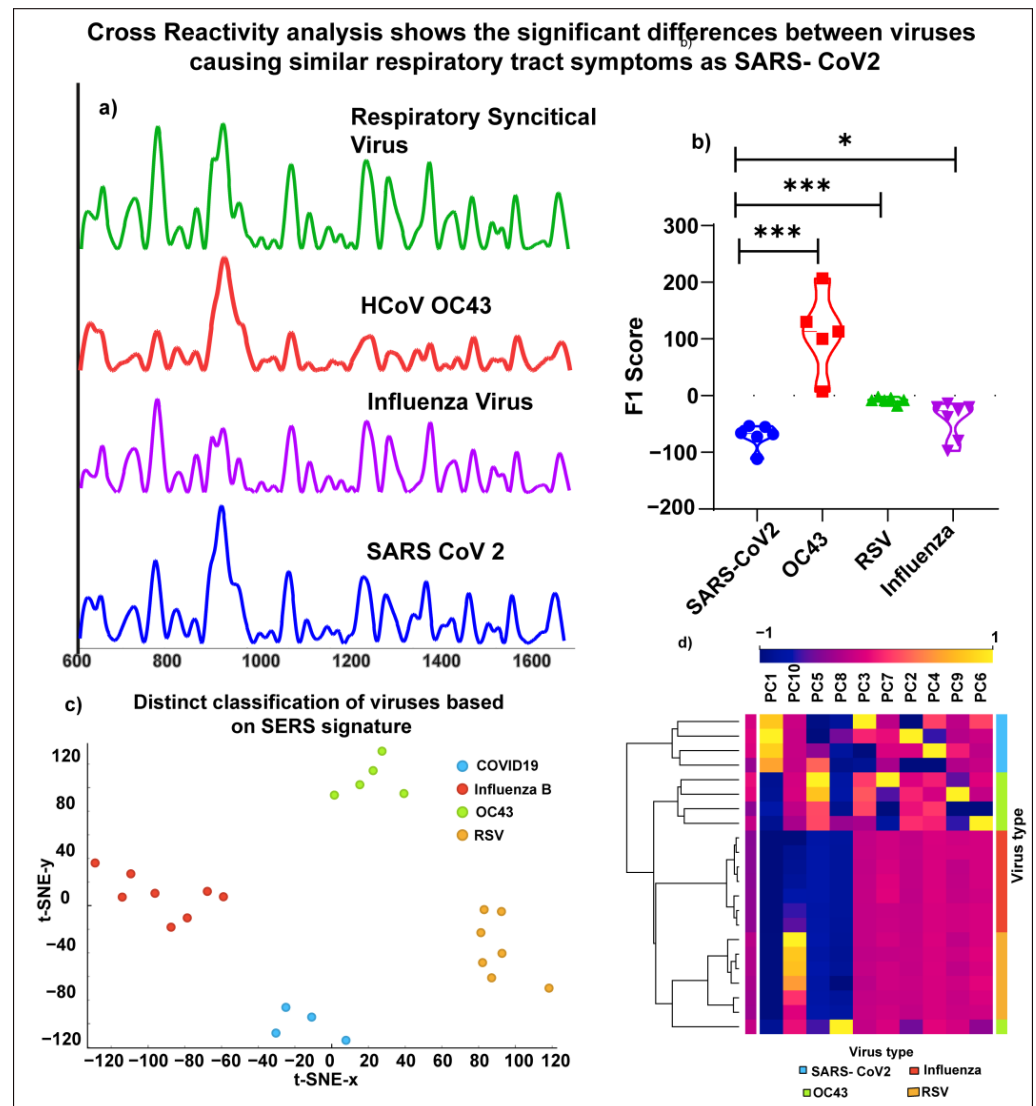 Cross Reactivity analysis shows the significant differences between viruses
b)
causing similar respiratory tract symptoms as SARS- CoV2
a)
Respiratory Syncitical
Virus
HCoV OC43
Influenza Virus
SARS CoV 2
600 800 1000 1200 1400 1600
b)
*
***
***
300
200
100
0
−100
−200
F1 Score
SARS-CoV2
OC43
RSV
Influenza
c)
Distinct classification of viruses based
on SERS signature
120
80
40
0
−40
−80
−120
t-SNE-y
COVID19
Influenza B
OC43
RSV
−120 −100 −80 −60 −40 −20 0 20 40 60 80 100 120
t-SNE-x
d)
−1 1
PC1 PC10 PC5 PC8 PC3 PC7 PC2 PC4 PC9 PC6
Virus type
Virus type
SARS- CoV2 Influenza
OC43 RSV